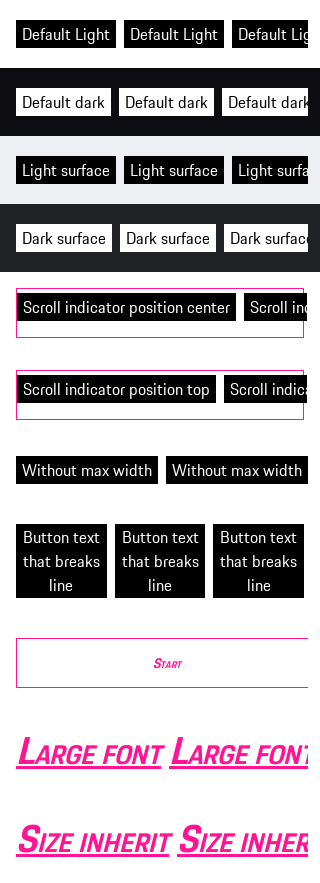 Default Light Default Light Default Lig
Default dark Default dark Default dark
Light surface Light surface Light surfa
Dark surface Dark surface Dark surface
Scroll indicator position center Scroll ind
Scroll indicator position top Scroll indica
Without max width Without max width
Button text Button text Button text
that breaks that breaks that breaks
line line line
Start
Large font Large font
Size inherit Size inher